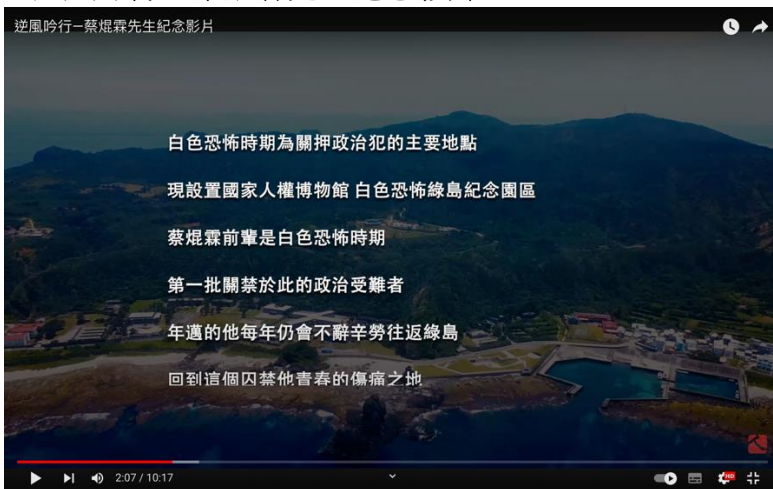 逆風吟行–蔡焜霖先生紀念影片
白色恐怖時期為關押政治犯的主要地點
現設置國家人權博物館 白色恐怖綠島紀念園區
蔡焜霖前輩是白色恐怖時期
第一批關禁於此的政治受難者
年邁的他每年仍會不辭辛勞往返綠島
回到這個囚禁他青春的傷痛之地
2:07 / 10:17
HD